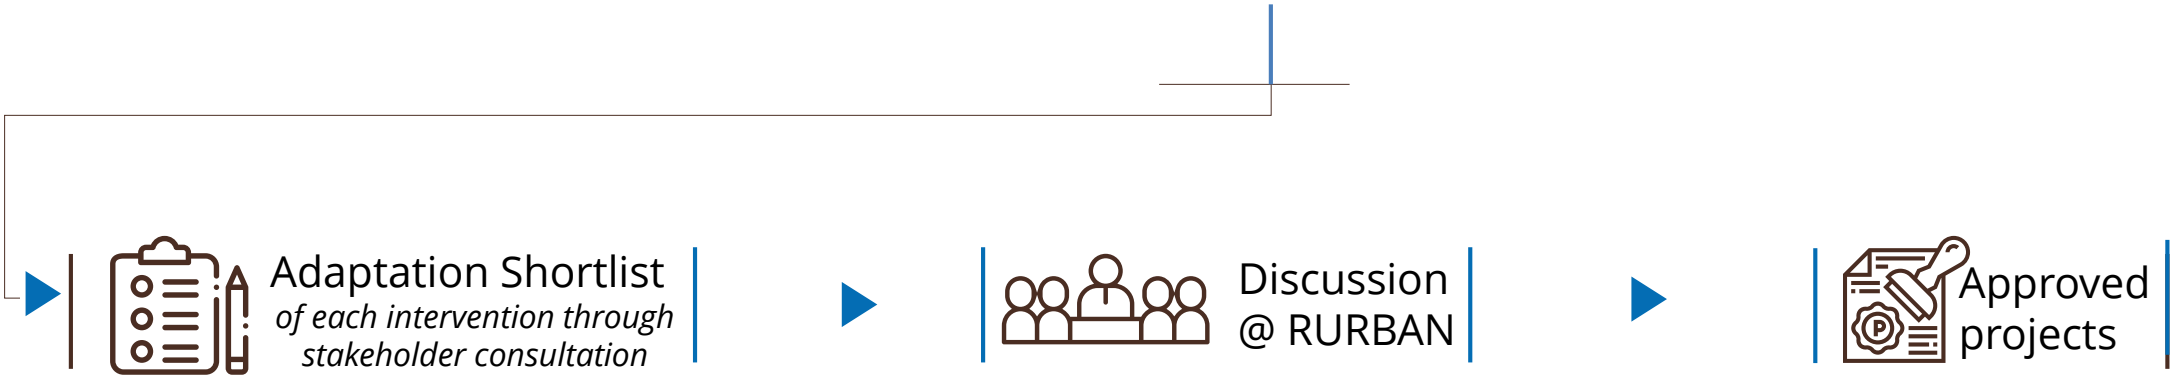 Adaptation Shortlist
of each intervention through
stakeholder consultation
Discussion
@ RURBAN
P
Approved
projects